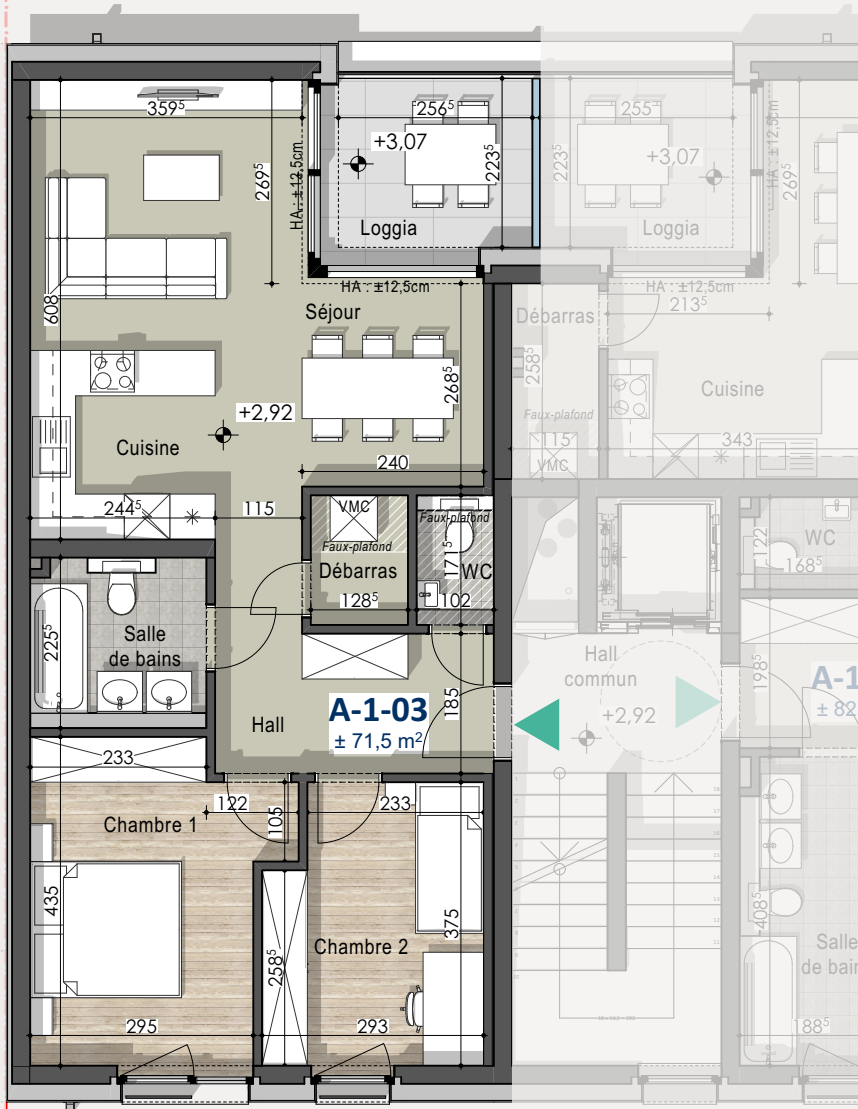 359⁵
256⁵
255
+3,07
+3,07
269⁵
HA : ±12,5cm
223⁵
223⁵
HA : ±12,5cm
269⁵
Loggia
Loggia
HA : ±12,5cm
HA : ±12,5cm
608
Séjour
Débarras
213⁵
268⁵
258⁵
Cuisine
+2,92
Faux-plafond
Cuisine
115
343
VMC
240
244⁵
115
VMC
Faux-plafond
Faux-plafond
171⁵
WC
Débarras
128⁵
102
122
WC
168⁵
225⁵
Salle
de bains
Hall
commun
198⁵
Hall
A-1-03
± 71,5 m²
185
+2,92
A-1
± 82
233
122
105
233
Chambre 1
435
Chambre 2
375
258⁵
408⁵
Salle
de bain
295
293
188⁵